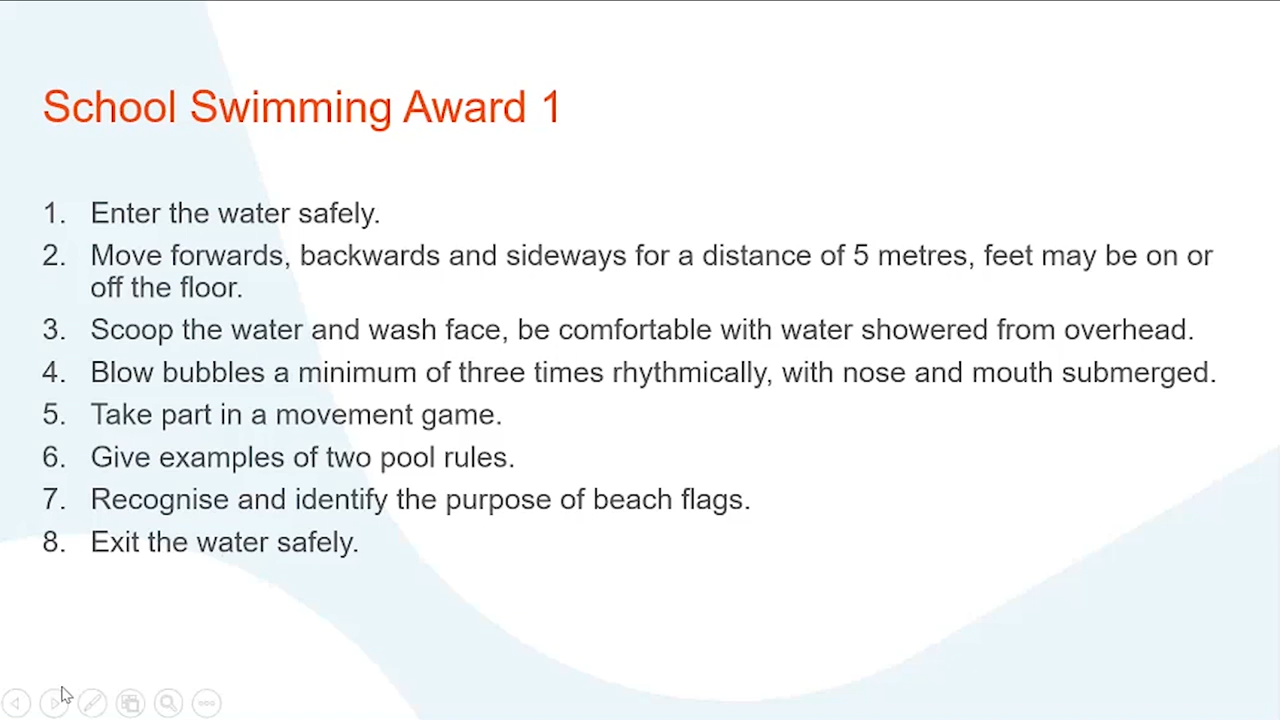 School Swimming Award 1
1. Enter the water safely.
2. Move forwards, backwards and sideways for a distance of 5 metres, feet may be on or
off the floor.
3. Scoop the water and wash face, be comfortable with water showered from overhead.
4. Blow bubbles a minimum of three times rhythmically, with nose and mouth submerged.
5. Take part in a movement game.
6. Give examples of two pool rules.
7. Recognise and identify the purpose of beach flags.
8. Exit the water safely.